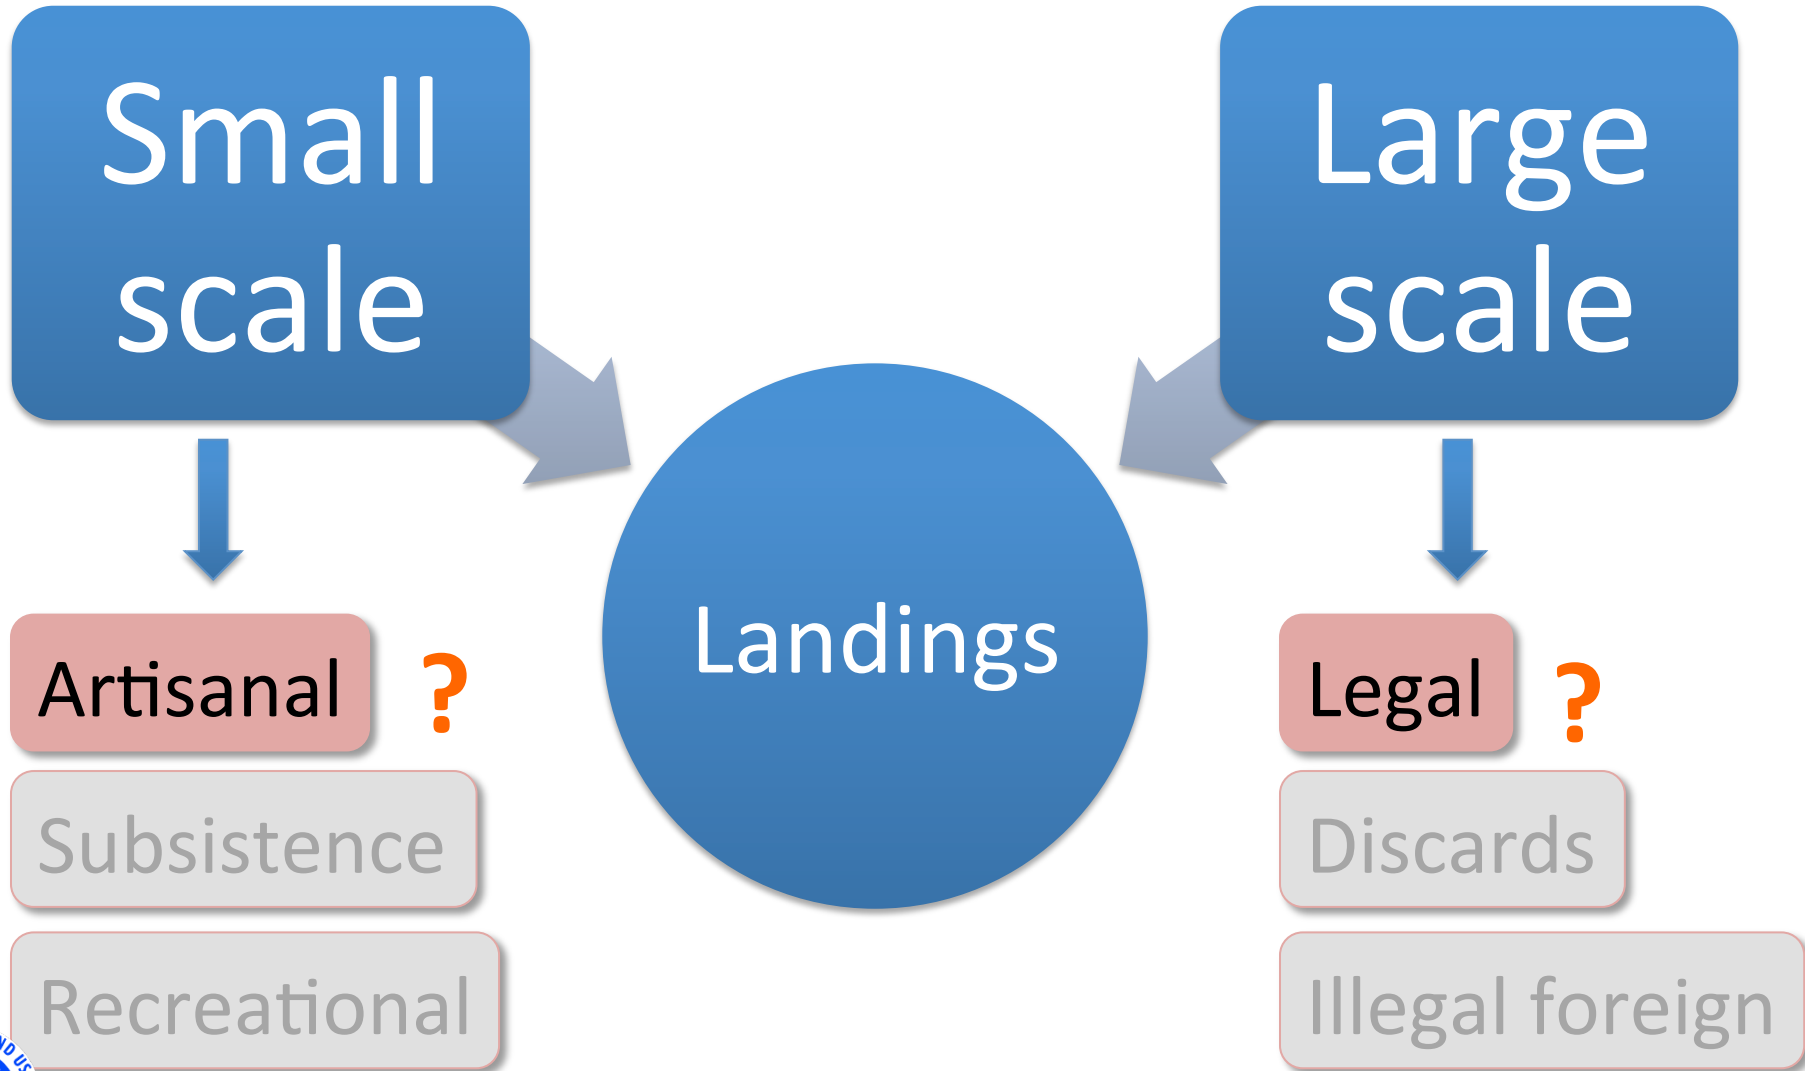 Small
scale
Large
scale
Landings
Artisanal
?
Legal
?
Subsistence
Discards
Recreational
Illegal foreign